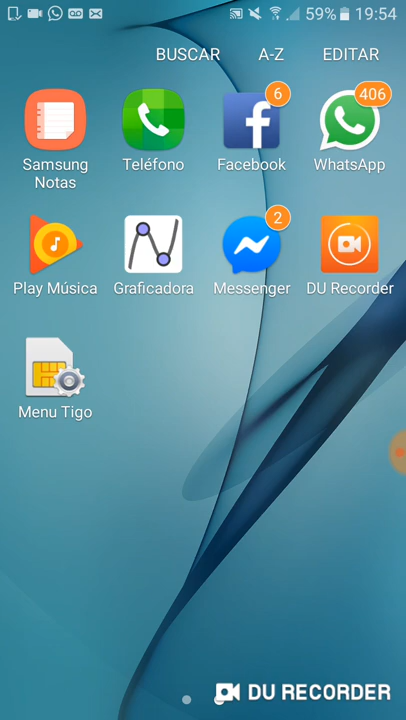 59% 19:54
BUSCAR A-Z EDITAR
6 406
Samsung Notas Teléfono Facebook WhatsApp
2
Play Música Graficadora Messenger DU Recorder
Menu Tigo
DU RECORDER